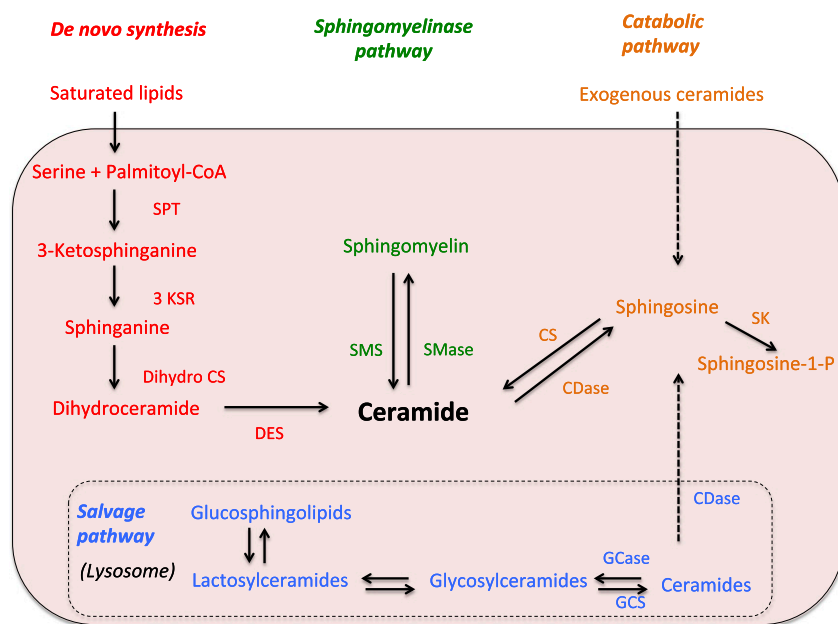 De novo synthesis
Sphingomyelinase
pathway
Catabolic
pathway
Saturated lipids
Exogenous ceramides
Serine + Palmitoyl-CoA
SPT
3-Ketosphinganine
3 KSR
Sphinganine
Dihydro CS
Dihydroceramide
DES
Sphingomyelin
SMS
SMase
Ceramide
CS
CDase
Sphingosine
SK
Sphingosine-1-P
CDase
Salvage
pathway
(Lysosome)
Glucosphingolipids
Lactosylceramides
Glycosylceramides
GCase
GCS
Ceramides